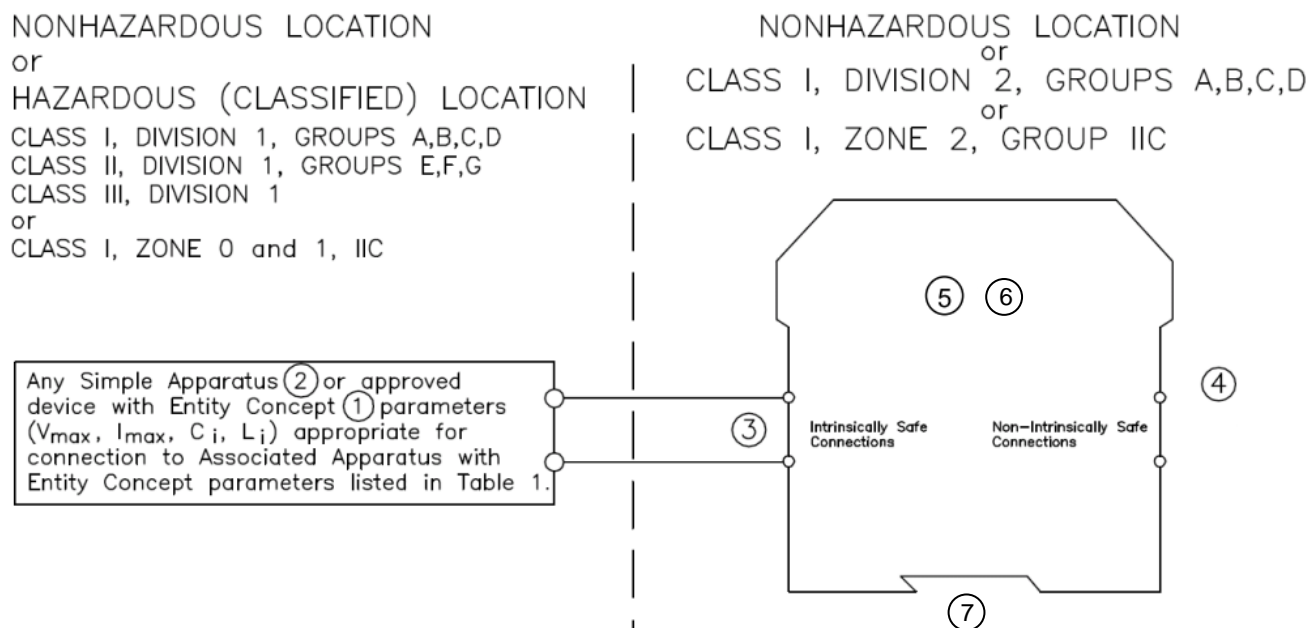 NONHAZARDOUS LOCATION
or
HAZARDOUS (CLASSIFIED) LOCATION
CLASS I, DIVISION 1, GROUPS A,B,C,D
CLASS II, DIVISION 1, GROUPS E,F,G
CLASS III, DIVISION 1
or
CLASS I, ZONE 0 and 1, IIC
NONHAZARDOUS LOCATION
or
CLASS I, DIVISION 2, GROUPS A,B,C,D
or
CLASS I, ZONE 2, GROUP IIC
5 6
Any Simple Apparatus 2 or approved
device with Entity Concept 1 parameters
(Vmax, Imax, Ci, Li) appropriate for
connection to Associated Apparatus with
Entity Concept parameters listed in Table 1.
3
Intrinsically Safe
Connections
Non-Intrinsically Safe
Connections
4
7